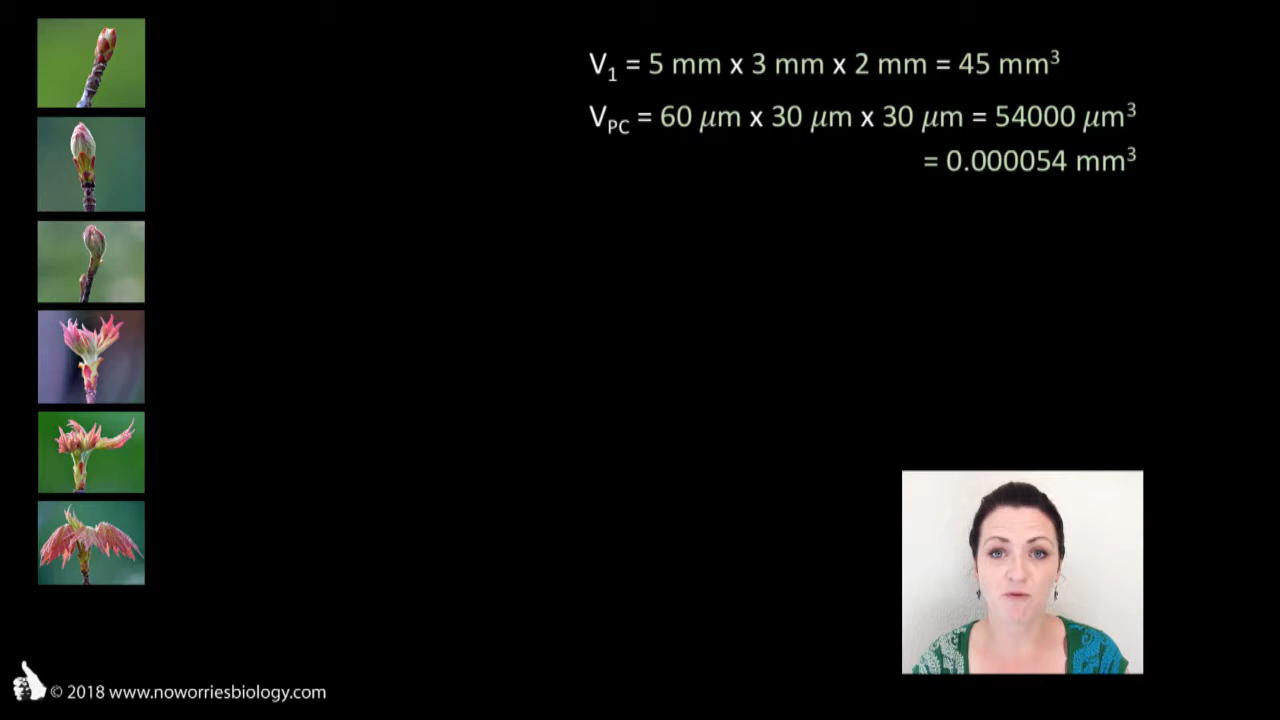 V₁ = 5 mm x 3 mm x 2 mm = 45 mm³
V_PC = 60 μm x 30 μm x 30 μm = 54000 μm³
= 0.000054 mm³
© 2018 www.noworriesbiology.com